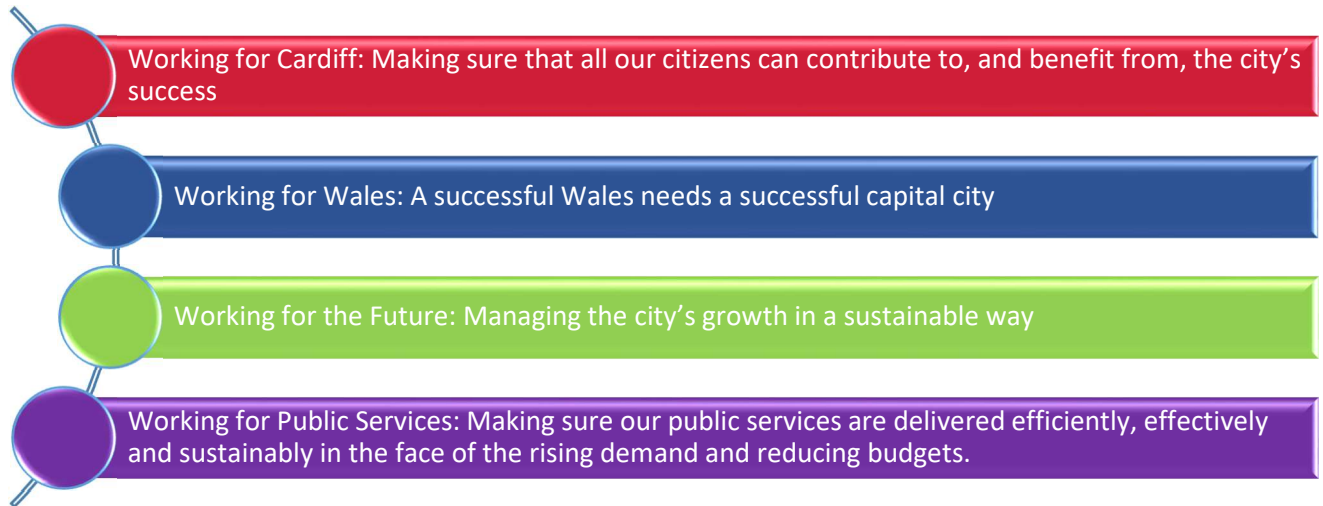 Working for Cardiff: Making sure that all our citizens can contribute to, and benefit from, the city’s
success
Working for Wales: A successful Wales needs a successful capital city
Working for the Future: Managing the city’s growth in a sustainable way
Working for Public Services: Making sure our public services are delivered efficiently, effectively
and sustainably in the face of the rising demand and reducing budgets.